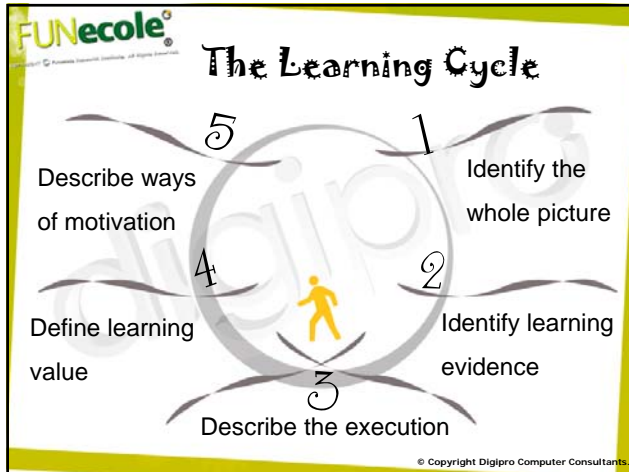 FUNecole®
The Learning Cycle
1
Identify the
whole picture
2
Identify learning
evidence
3
Describe the execution
4
Define learning
value
5
Describe ways
of motivation
digipro
© Copyright Digipro Computer Consultants.